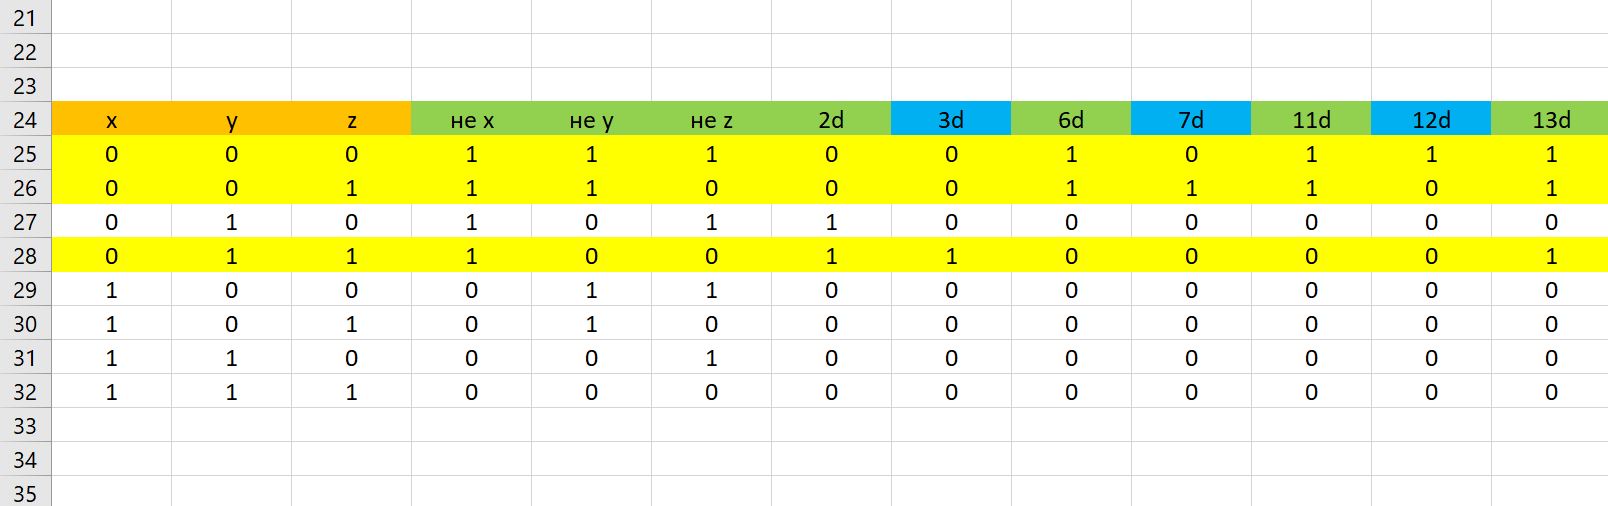 21
22
23
24 x y z не x не y не z 2d 3d 6d 7d 11d 12d 13d
25 0 0 0 1 1 1 0 0 1 0 1 1 1
26 0 0 1 1 1 0 0 0 1 1 1 0 1
27 0 1 0 1 0 1 1 0 0 0 0 0 0
28 0 1 1 1 0 0 1 1 0 0 0 0 1
29 1 0 0 0 1 1 0 0 0 0 0 0 0
30 1 0 1 0 1 0 0 0 0 0 0 0 0
31 1 1 0 0 0 1 0 0 0 0 0 0 0
32 1 1 1 0 0 0 0 0 0 0 0 0 0
33
34
35